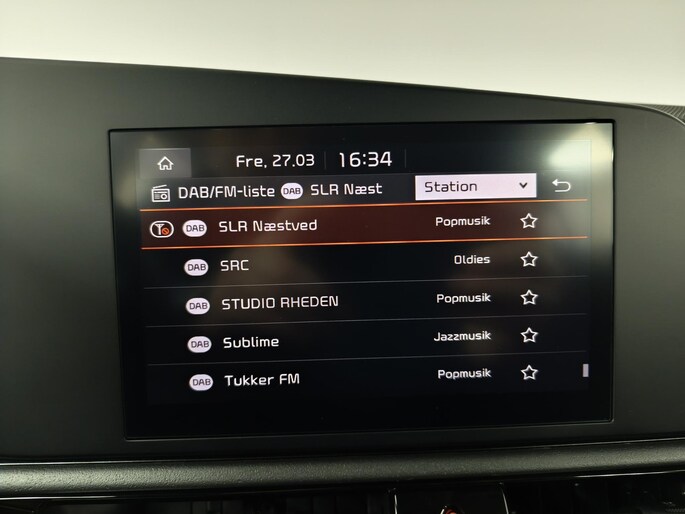 Fre, 27.03 16:34
DAB/FM-liste DAB SLR Næst Station
DAB SLR Næstved Popmusik
DAB SRC Oldies
DAB STUDIO RHEDEN Popmusik
DAB Sublime Jazzmusik
DAB Tukker FM Popmusik